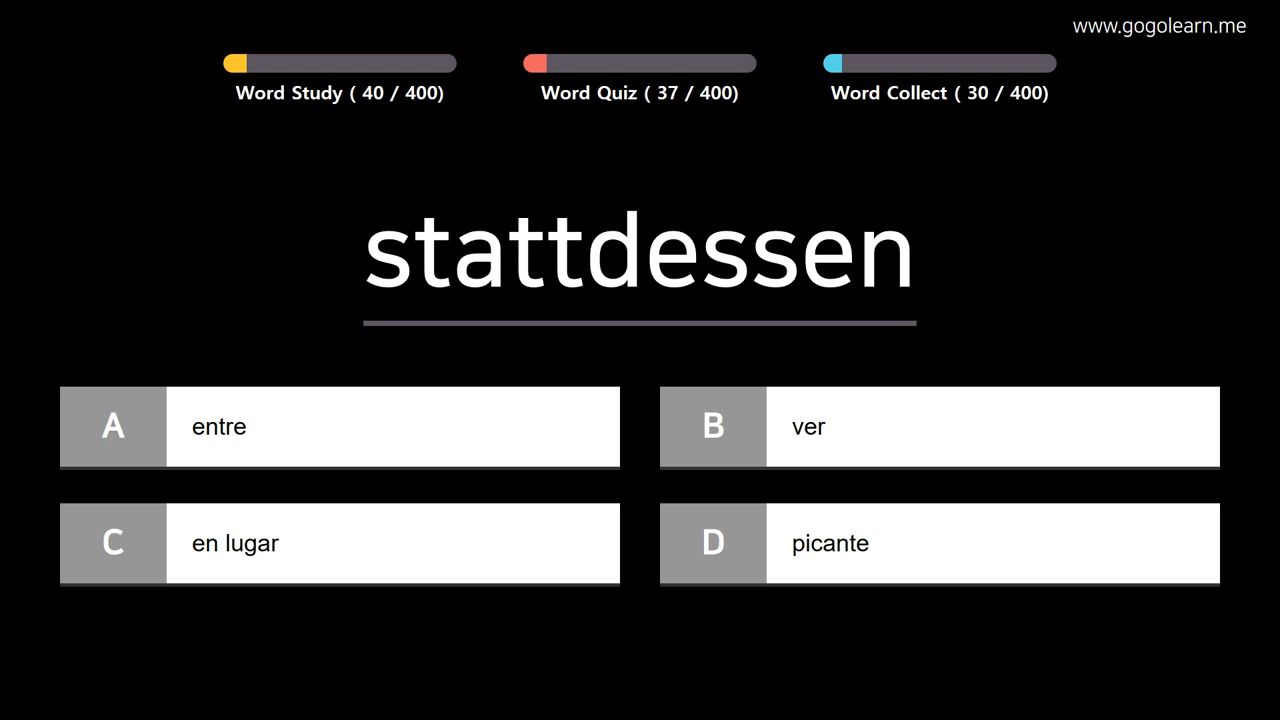 www.gogolearn.me
Word Study ( 40 / 400)
Word Quiz ( 37 / 400)
Word Collect ( 30 / 400)
stattdessen
A entre
B ver
C en lugar
D picante